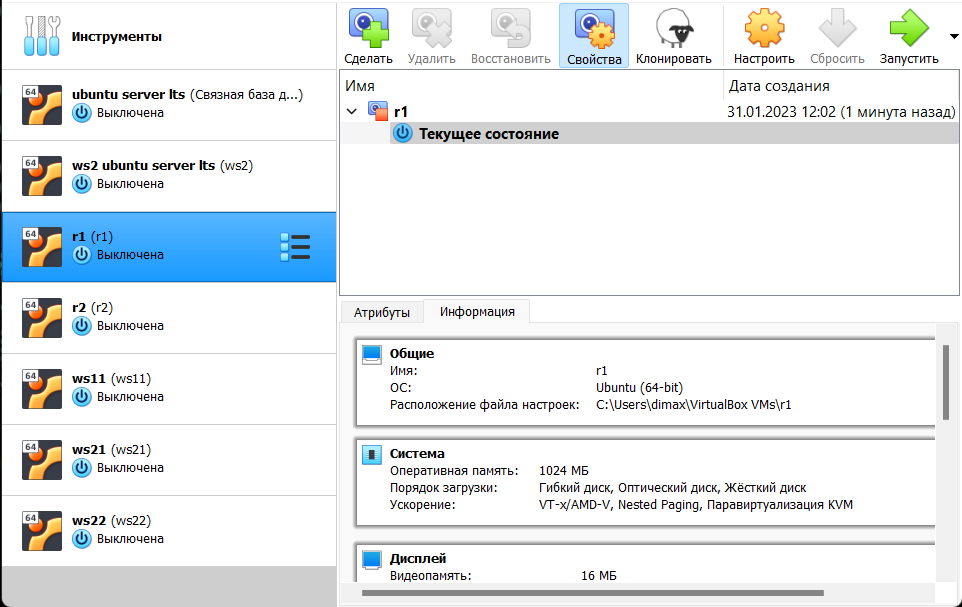 Инструменты
64
ubuntu server lts (Связная база д...)
Выключена
64
ws2 ubuntu server lts (ws2)
Выключена
64
r1 (r1)
Выключена
64
r2 (r2)
Выключена
64
ws11 (ws11)
Выключена
64
ws21 (ws21)
Выключена
64
ws22 (ws22)
Выключена
Сделать Удалить Восстановить Свойства Клонировать Настроить Сбросить Запустить
Имя Дата создания
r1 31.01.2023 12:02 (1 минута назад)
Текущее состояние
Атрибуты Информация
Общие
Имя: r1
ОС: Ubuntu (64-bit)
Расположение файла настроек: C:\Users\dimax\VirtualBox VMs\r1
Система
Оперативная память: 1024 МБ
Порядок загрузки: Гибкий диск, Оптический диск, Жёсткий диск
Ускорение: VT-x/AMD-V, Nested Paging, Паравиртуализация KVM
Дисплей
Видеопамять: 16 МБ